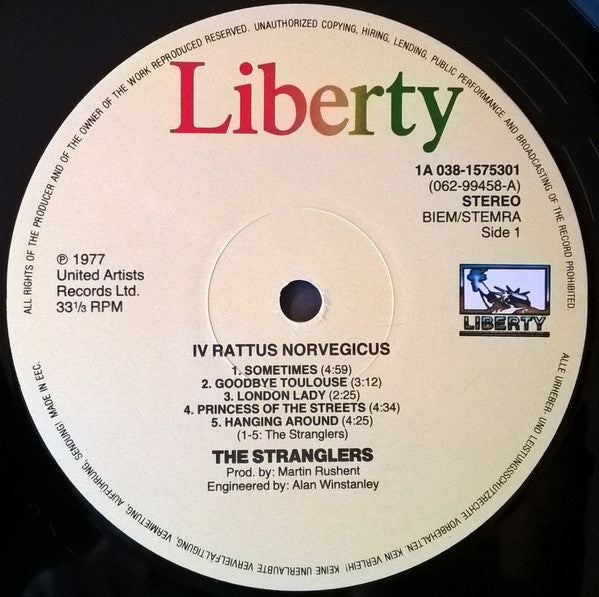 ALL RIGHTS OF THE PRODUCER AND OF THE OWNER OF THE WORK REPRODUCED RESERVED. UNAUTHORIZED COPYING, HIRING, LENDING, PUBLIC PERFORMANCE AND BROADCASTING OF THE RECORD PROHIBITED.
Liberty
1A 038-1575301
(062-99458-A)
STEREO
BIEM/STEMRA
Side 1
℗ 1977
United Artists
Records Ltd.
33⅓ RPM
LIBERTY
IV RATTUS NORVEGICUS
1. SOMETIMES (4:59)
2. GOODBYE TOULOUSE (3:12)
3. LONDON LADY (2:25)
4. PRINCESS OF THE STREETS (4:34)
5. HANGING AROUND (4:25)
(1-5: The Stranglers)
THE STRANGLERS
Prod. by: Martin Rushent
Engineered by: Alan Winstanley
ALLE URHEBER- UND LEISTUNGSSCHUTZRECHTE VORBEHALTEN. KEIN VERLEIH! KEINE UNERLAUBTE VERVIELFÄLTIGUNG, VERMIETUNG, AUFFÜHRUNG, SENDUNG! MADE IN EEC.